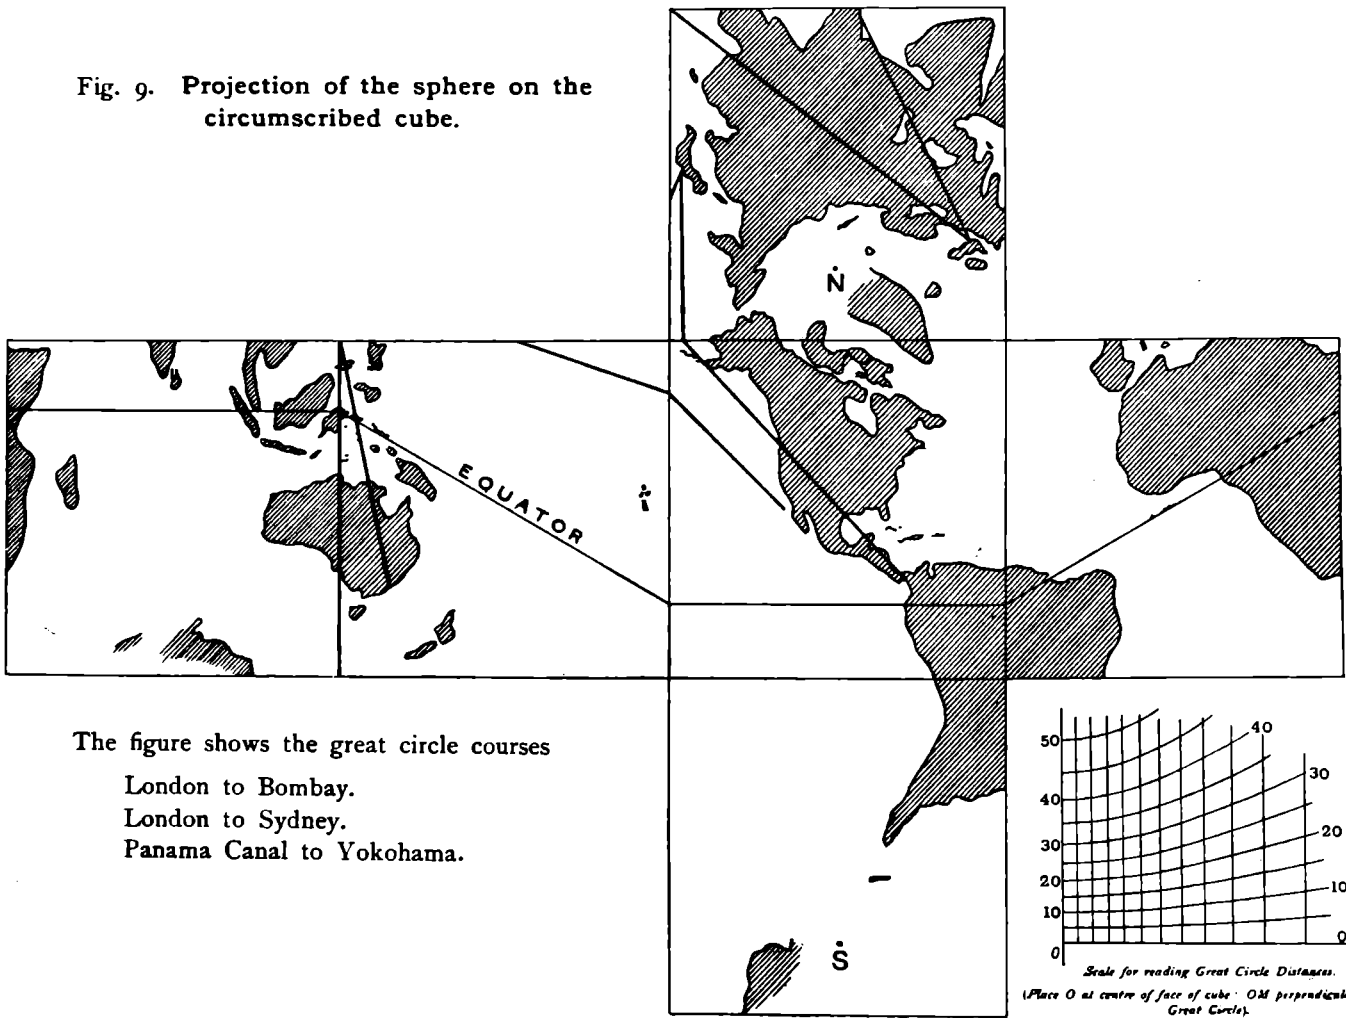 Fig. 9. Projection of the sphere on the
circumscribed cube.
N
EQUATOR
The figure shows the great circle courses
London to Bombay.
London to Sydney.
Panama Canal to Yokohama.
S
50
40
30
20
10
0
40
30
20
10
0
Scale for reading Great Circle Distances.
(Place O at centre of face of cube OM perpendicul
Great Circle).